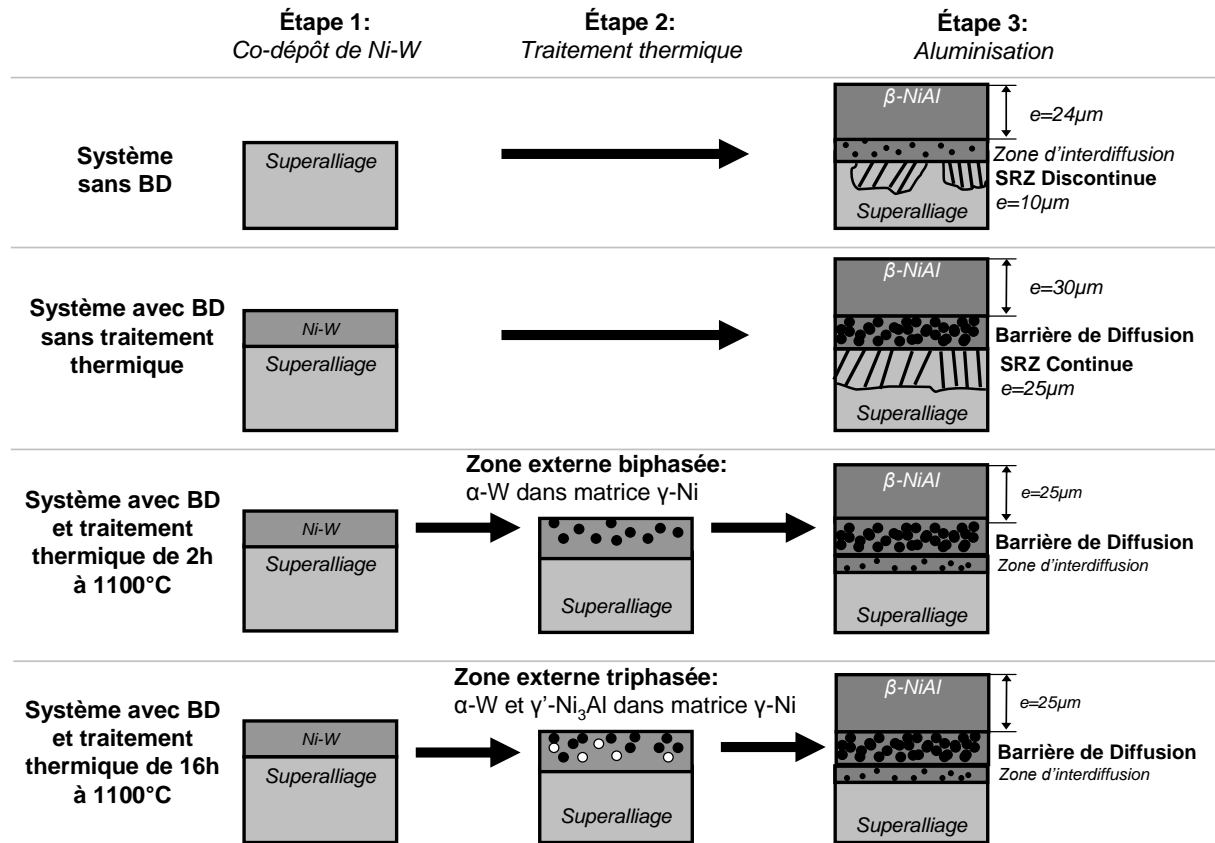 Étape 1:
Co-dépôt de Ni-W
Étape 2:
Traitement thermique
Étape 3:
Aluminisation
Système
sans BD
Superalliage
β-NiAl
e=24µm
Zone d'interdiffusion
SRZ Discontinue
e=10µm
Superalliage
Système avec BD
sans traitement
thermique
Ni-W
Superalliage
β-NiAl
e=30µm
Barrière de Diffusion
SRZ Continue
e=25µm
Superalliage
Système avec BD
et traitement
thermique de 2h
à 1100°C
Ni-W
Superalliage
Zone externe biphasée:
α-W dans matrice γ-Ni
Superalliage
β-NiAl
e=25µm
Barrière de Diffusion
Zone d'interdiffusion
Superalliage
Système avec BD
et traitement
thermique de 16h
à 1100°C
Ni-W
Superalliage
Zone externe triphasée:
α-W et γ’-Ni₃Al dans matrice γ-Ni
Superalliage
β-NiAl
e=25µm
Barrière de Diffusion
Zone d'interdiffusion
Superalliage